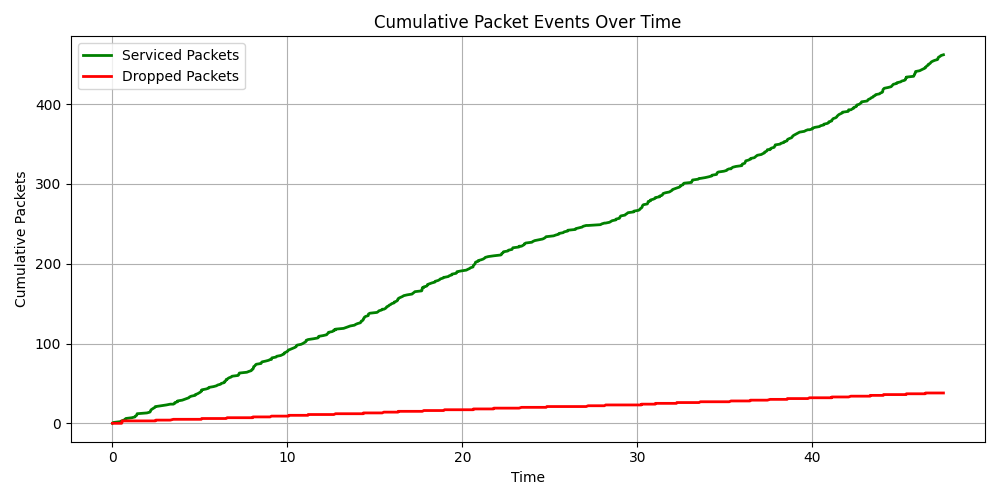 Cumulative Packet Events Over Time
Serviced Packets
Dropped Packets
Cumulative Packets
400
300
200
100
0
0 10 20 30 40
Time